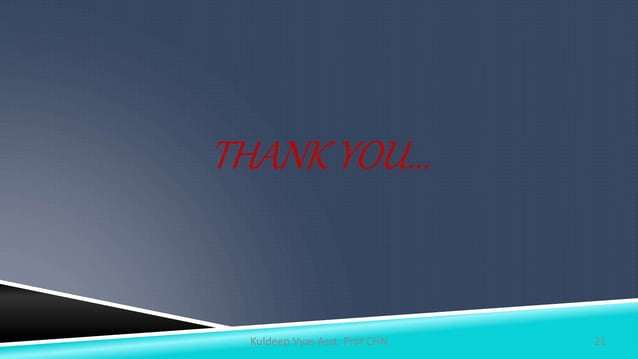 THANK YOU...
Kuldeep Vyas Asst. Prof CHN
21